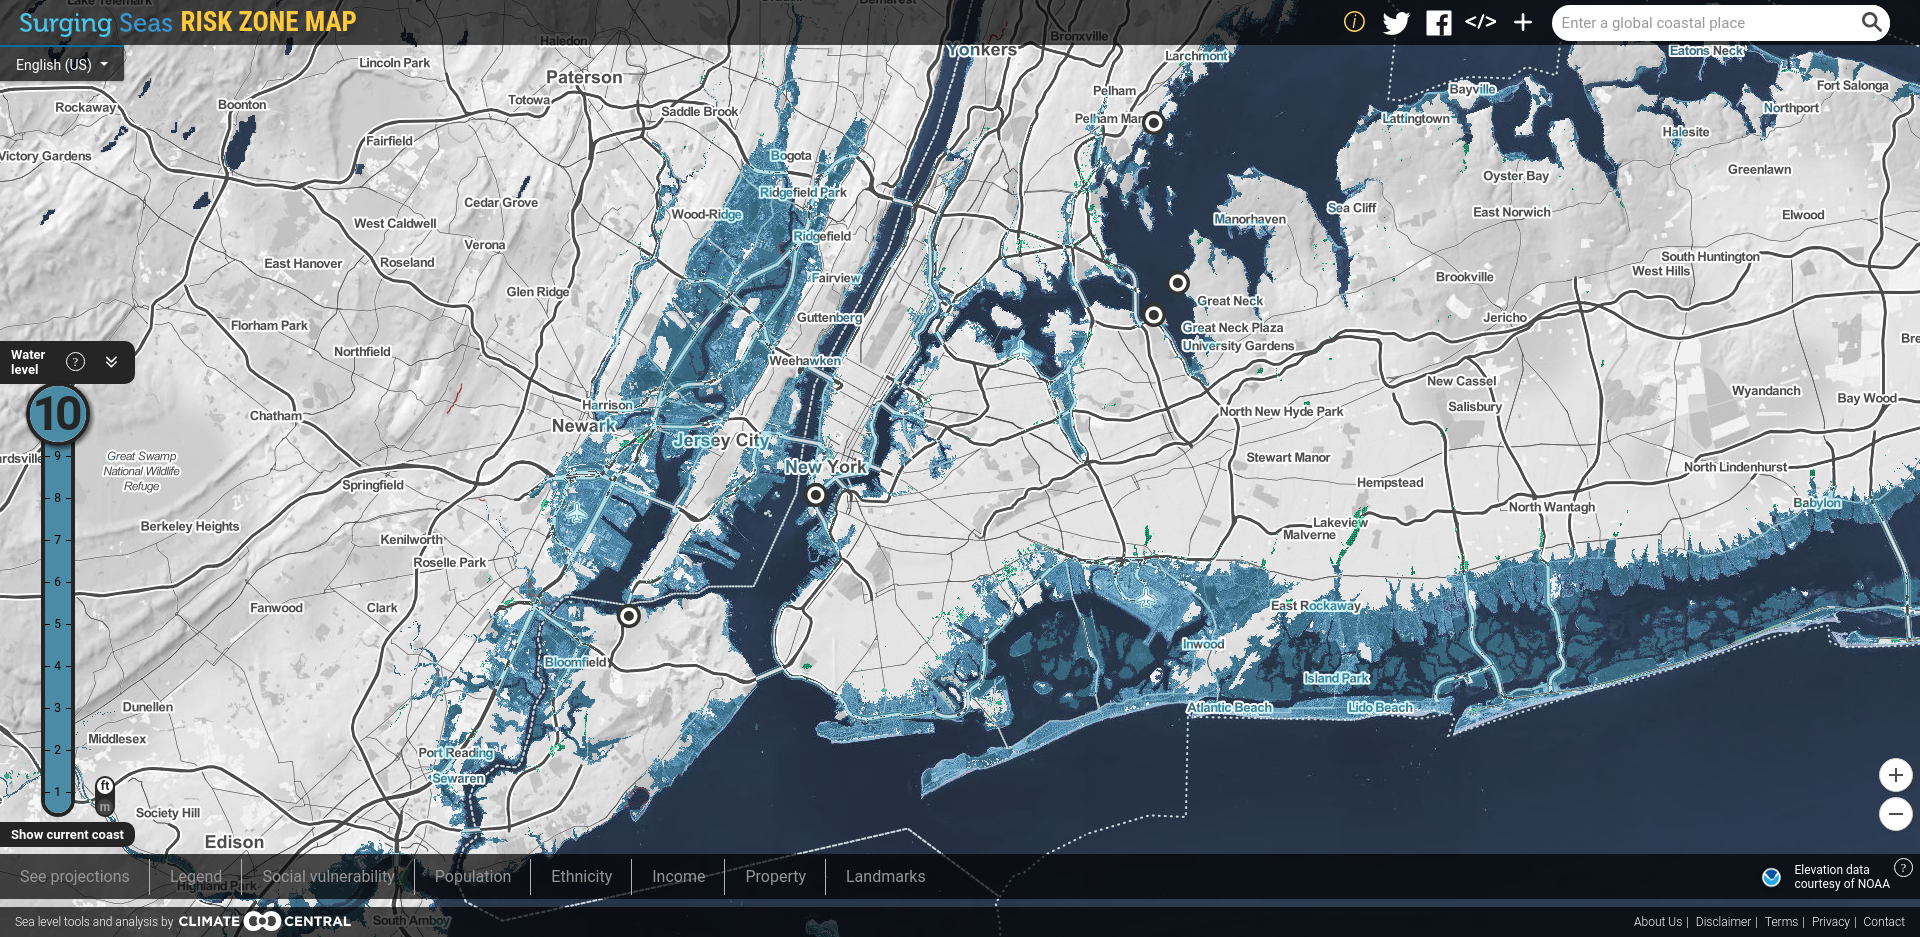 Surging Seas RISK ZONE MAP
i
</>
Enter a global coastal place
English (US)
Lake Telemark
Demarest
Haledon
Yonkers
Bronxville
Larchmont
Eatons Neck
Lincoln Park
Paterson
Pelham
Bayville
Fort Salonga
Rockaway
Boonton
Totowa
Saddle Brook
Pelham Man
Lattingtown
Northport
Fairfield
Halesite
Victory Gardens
Bogota
Greenlawn
Oyster Bay
Ridgefield Park
Cedar Grove
Wood-Ridge
Sea Cliff
East Norwich
Elwood
West Caldwell
Manorhaven
Verona
Ridgefield
East Hanover
Roseland
South Huntington
West Hills
Fairview
Brookville
Glen Ridge
Great Neck
Florham Park
Guttenberg
Jericho
Great Neck Plaza
University Gardens
Northfield
Weehawken
Water
level
?
10
New Cassel
Wyandanch
Bay Wood
Harrison
Salisbury
Chatham
North New Hyde Park
Newark
Jersey City
Great Swamp
National Wildlife
Refuge
ardsville
9
Stewart Manor
New York
North Lindenhurst
Springfield
Hempstead
8
Babylon
North Wantagh
Berkeley Heights
Lakeview
Malverne
7
Kenilworth
Roselle Park
6
Fanwood
Clark
East Rockaway
5
Inwood
4
Bloomfield
Island Park
3
Dunellen
Atlantic Beach
Lido Beach
Middlesex
2
Port Reading
Sewaren
ft
1
m
Society Hill
Show current coast
Edison
+
−
See projections
Legend
Social vulnerability
Population
Ethnicity
Income
Property
Landmarks
Highland Park
Elevation data
courtesy of NOAA
?
Sea level tools and analysis by CLIMATE CENTRAL
South Amboy
About Us | Disclaimer | Terms | Privacy | Contact